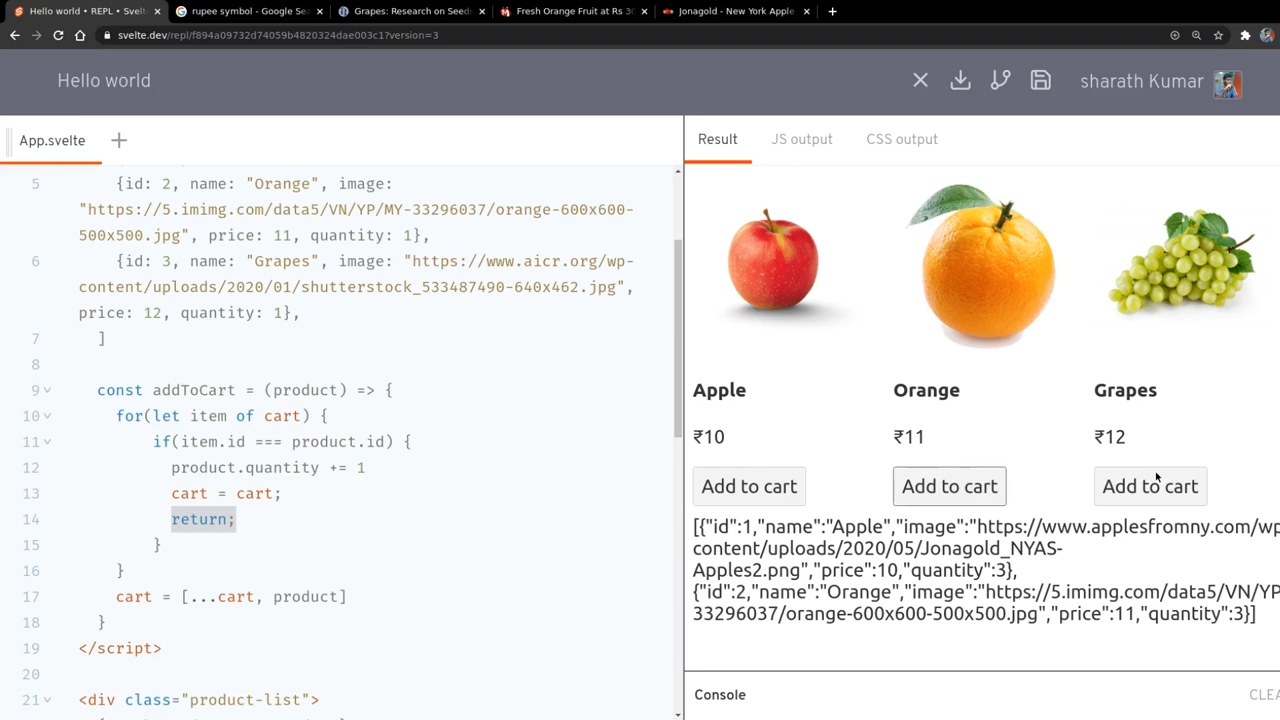 Hello world • REPL • Svelt
rupee symbol - Google Sea
Grapes: Research on Seeds
Fresh Orange Fruit at Rs 30
Jonagold - New York Apple
svelte.dev/repl/f894a09732d74059b4820324dae003c1?version=3
Hello world
sharath Kumar
App.svelte
Result
JS output
CSS output
5 {id: 2, name: "Orange", image:
"https://5.imimg.com/data5/VN/YP/MY-33296037/orange-600x600-
500x500.jpg", price: 11, quantity: 1},
6 {id: 3, name: "Grapes", image: "https://www.aicr.org/wp-
content/uploads/2020/01/shutterstock_533487490-640x462.jpg",
price: 12, quantity: 1},
7 ]
8
9 const addToCart = (product) => {
10 for(let item of cart) {
11 if(item.id === product.id) {
12 product.quantity += 1
13 cart = cart;
14 return;
15 }
16 }
17 cart = [...cart, product]
18 }
19 </script>
20
21 <div class="product-list">
Apple
Orange
Grapes
₹10
₹11
₹12
Add to cart
Add to cart
Add to cart
[{"id":1,"name":"Apple","image":"https://www.applesfromny.com/wp
content/uploads/2020/05/Jonagold_NYAS-
Apples2.png","price":10,"quantity":3},
{"id":2,"name":"Orange","image":"https://5.imimg.com/data5/VN/YP
33296037/orange-600x600-500x500.jpg","price":11,"quantity":3}]
Console
CLEA